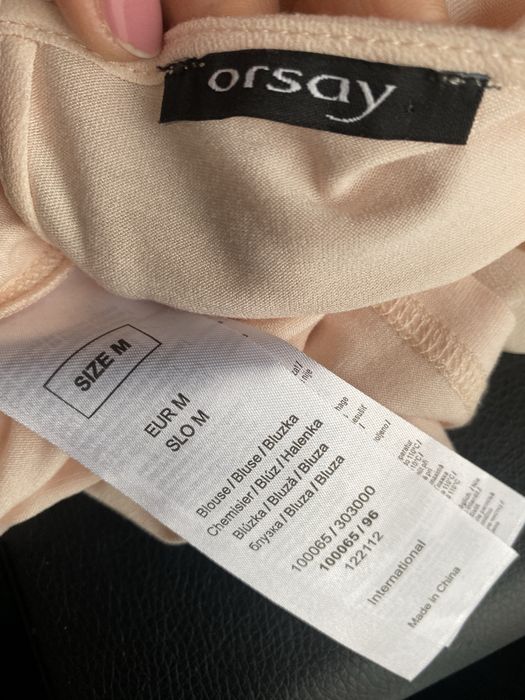 orsay
SIZE M
EUR M
SLO M
Blouse / Bluse / Bluzka
Chemisier / Blúz / Halenka
Blúzka / Bluză / Bluza
блузка / Bluza / Bluza
100065 / 303000
100065 / 96
122112
International
Made in China